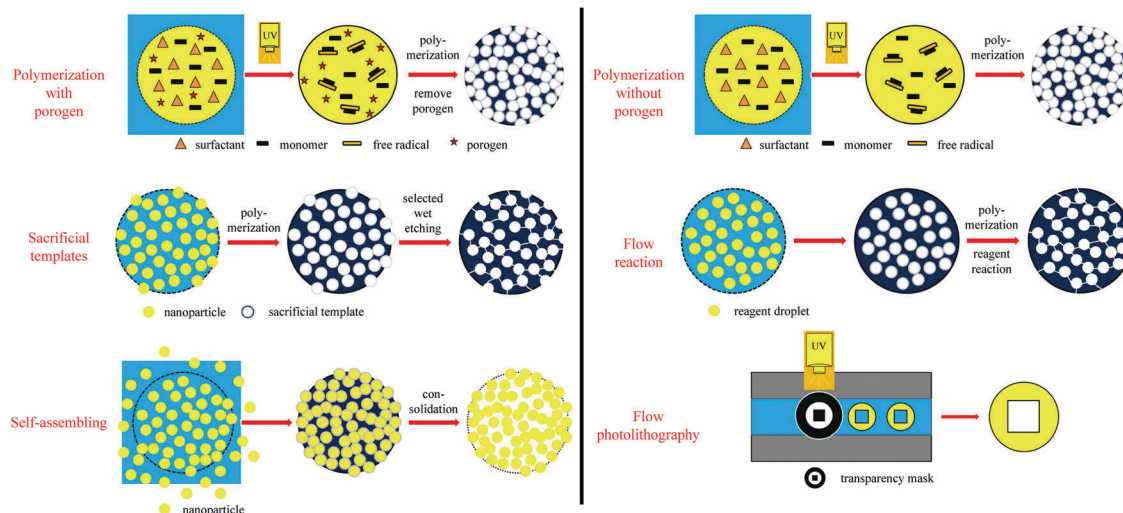 Polymerization
with
porogen
UV
poly-
merization
remove
porogen
surfactant
monomer
free radical
porogen
Sacrificial
templates
poly-
merization
selected
wet
etching
nanoparticle
sacrificial template
Self-assembling
con-
solidation
nanoparticle
Polymerization
without porogen
UV
poly-
merization
surfactant
monomer
free radical
Flow
reaction
poly-
merization
reagent
reaction
reagent droplet
Flow
photolithography
UV
transparency mask